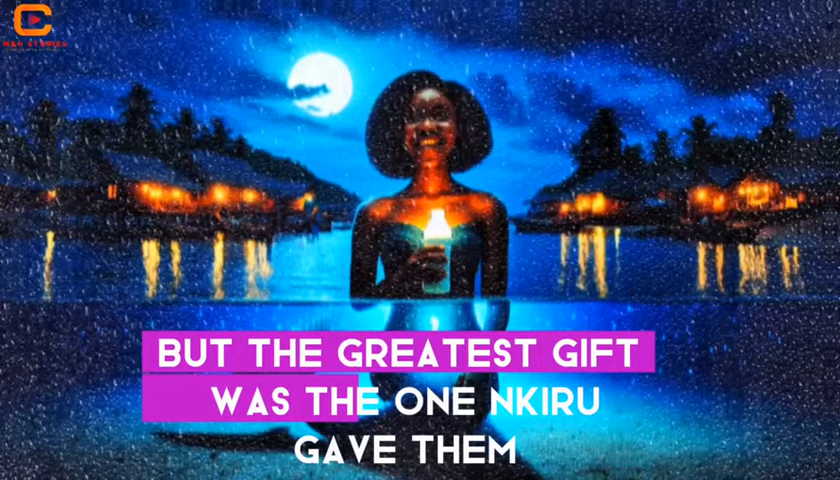 C
BUT THE GREATEST GIFT
WAS THE ONE NKIRU
GAVE THEM